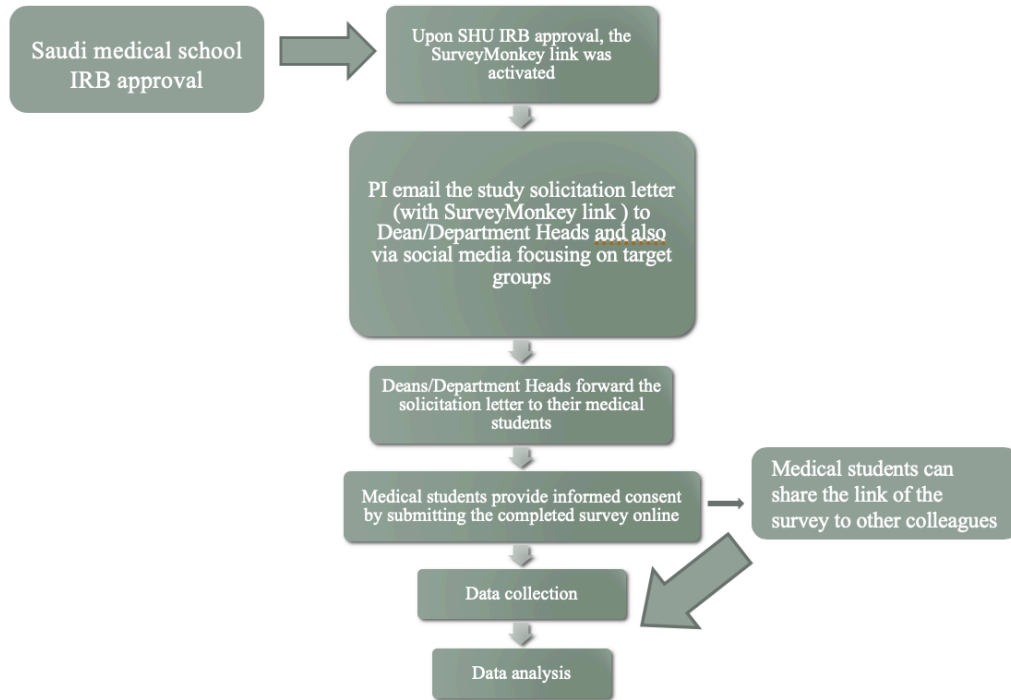 Saudi medical school
IRB approval
Upon SHU IRB approval, the
SurveyMonkey link was
activated
PI email the study solicitation letter
(with SurveyMonkey link ) to
Dean/Department Heads and also
via social media focusing on target
groups
Deans/Department Heads forward the
solicitation letter to their medical
students
Medical students provide informed consent
by submitting the completed survey online
Medical students can
share the link of the
survey to other colleagues
Data collection
Data analysis